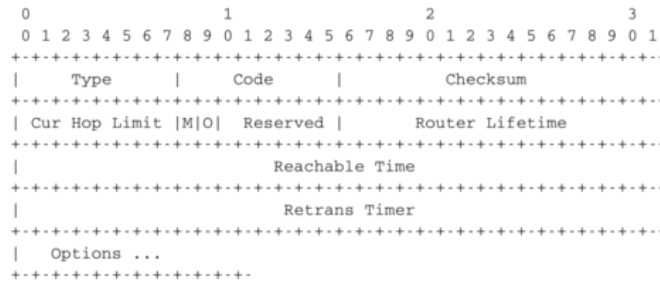 0                   1                   2                   3
 0 1 2 3 4 5 6 7 8 9 0 1 2 3 4 5 6 7 8 9 0 1 2 3 4 5 6 7 8 9 0 1
+-+-+-+-+-+-+-+-+-+-+-+-+-+-+-+-+-+-+-+-+-+-+-+-+-+-+-+-+-+-+-+-
|     Type      |     Code      |          Checksum
+-+-+-+-+-+-+-+-+-+-+-+-+-+-+-+-+-+-+-+-+-+-+-+-+-+-+-+-+-+-+-+-
| Cur Hop Limit |M|O|  Reserved |       Router Lifetime
+-+-+-+-+-+-+-+-+-+-+-+-+-+-+-+-+-+-+-+-+-+-+-+-+-+-+-+-+-+-+-+-
|                         Reachable Time
+-+-+-+-+-+-+-+-+-+-+-+-+-+-+-+-+-+-+-+-+-+-+-+-+-+-+-+-+-+-+-+-
|                          Retrans Timer
+-+-+-+-+-+-+-+-+-+-+-+-+-+-+-+-+-+-+-+-+-+-+-+-+-+-+-+-+-+-+-+-
|   Options ...
+-+-+-+-+-+-+-+-+-+-+-+-